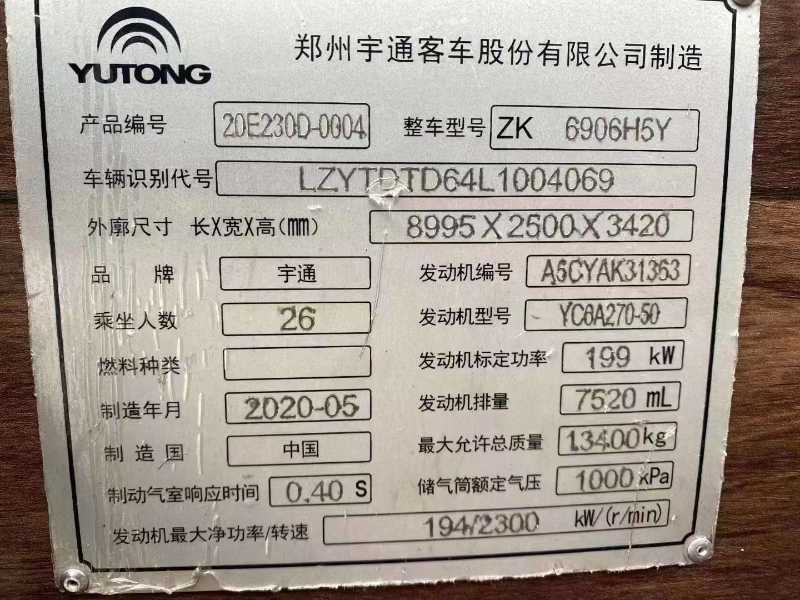 YUTONG 郑州宇通客车股份有限公司制造
产品编号 20E230D-0004 整车型号 ZK 6906H5Y
车辆识别代号 LZYTDTD64L1004069
外廓尺寸 长X宽X高(mm) 8995X2500X3420
品牌 宇通 发动机编号 A6CYAK31363
乘坐人数 26 发动机型号 YC6A270-50
燃料种类 发动机标定功率 199 kW
制造年月 2020-05 发动机排量 7520 mL
制造国 中国 最大允许总质量 13400kg
制动气室响应时间 0.40 S 储气筒额定气压 1000 kPa
发动机最大净功率/转速 194/2300 kW/(r/min)